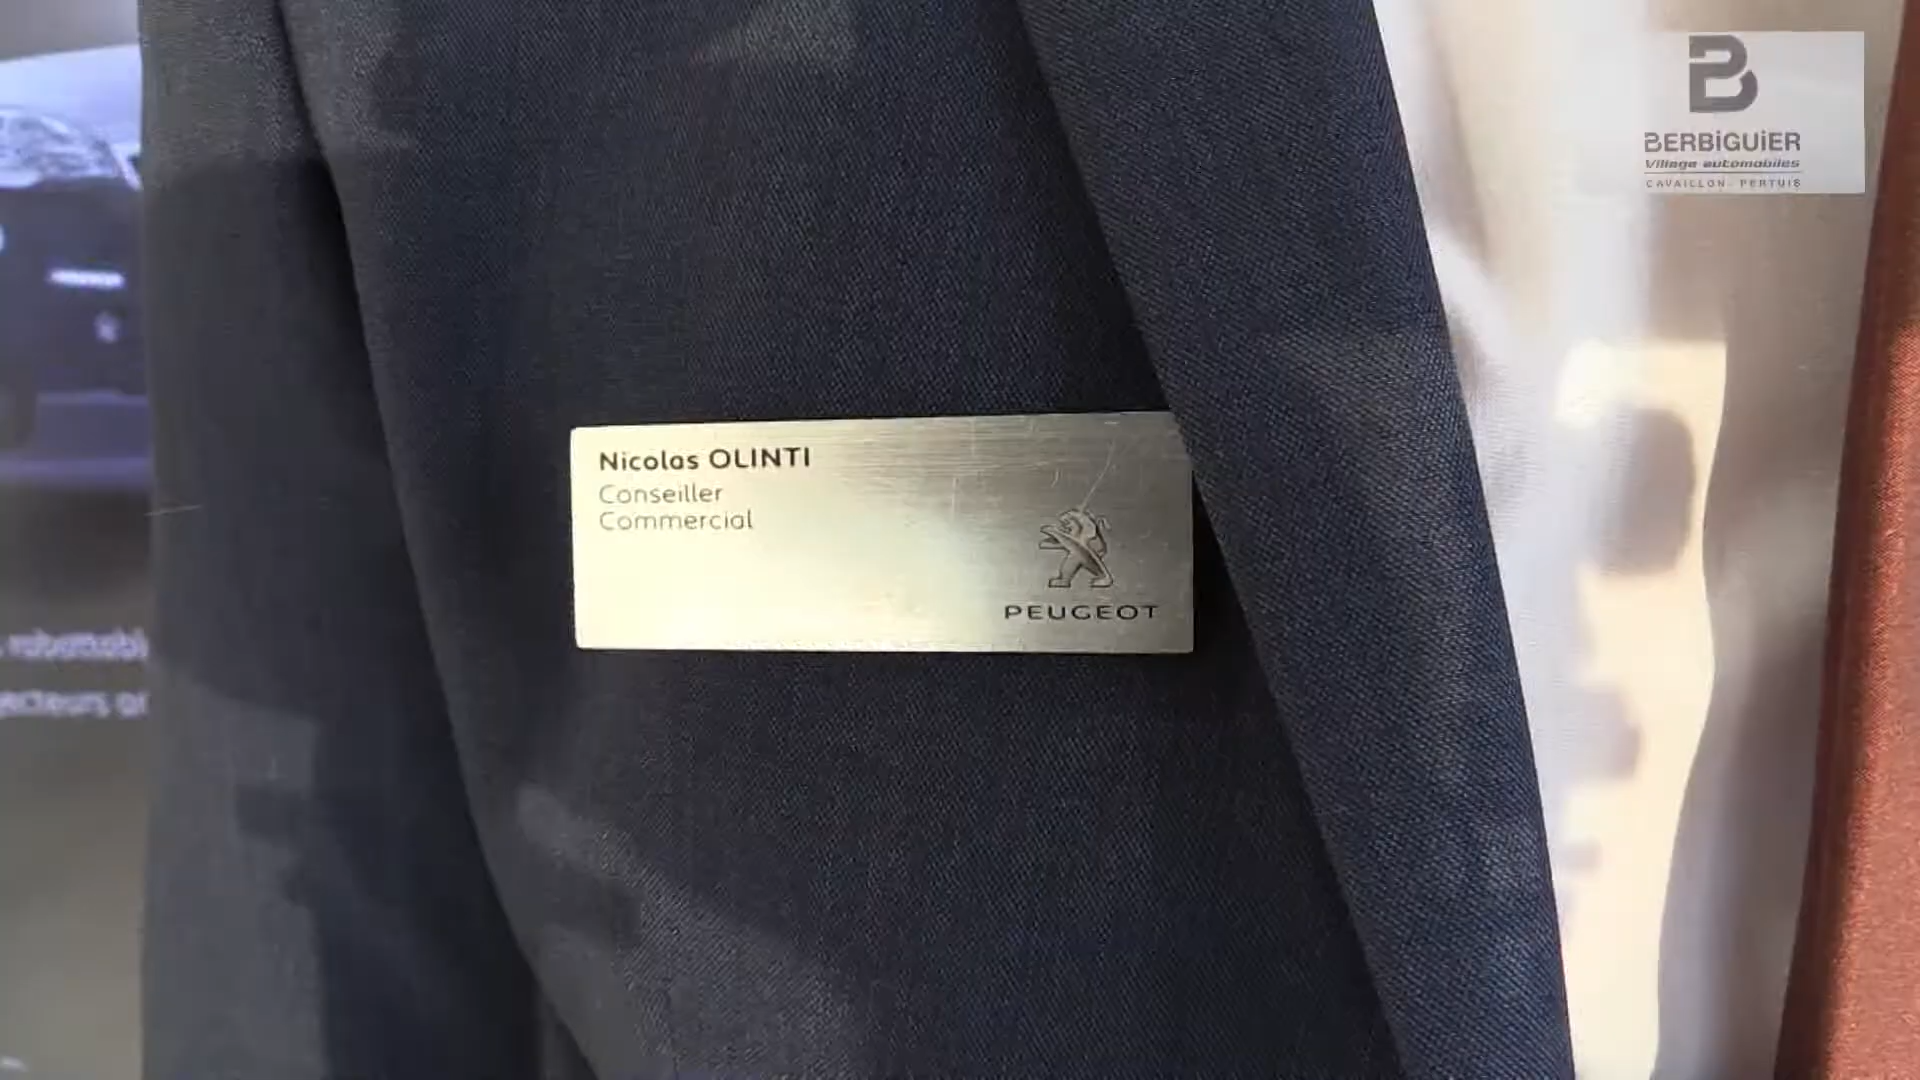 BERBiGUiER
Village automobiles
CAVAILLON - PERTUIS
Nicolas OLINTI
Conseiller
Commercial
PEUGEOT